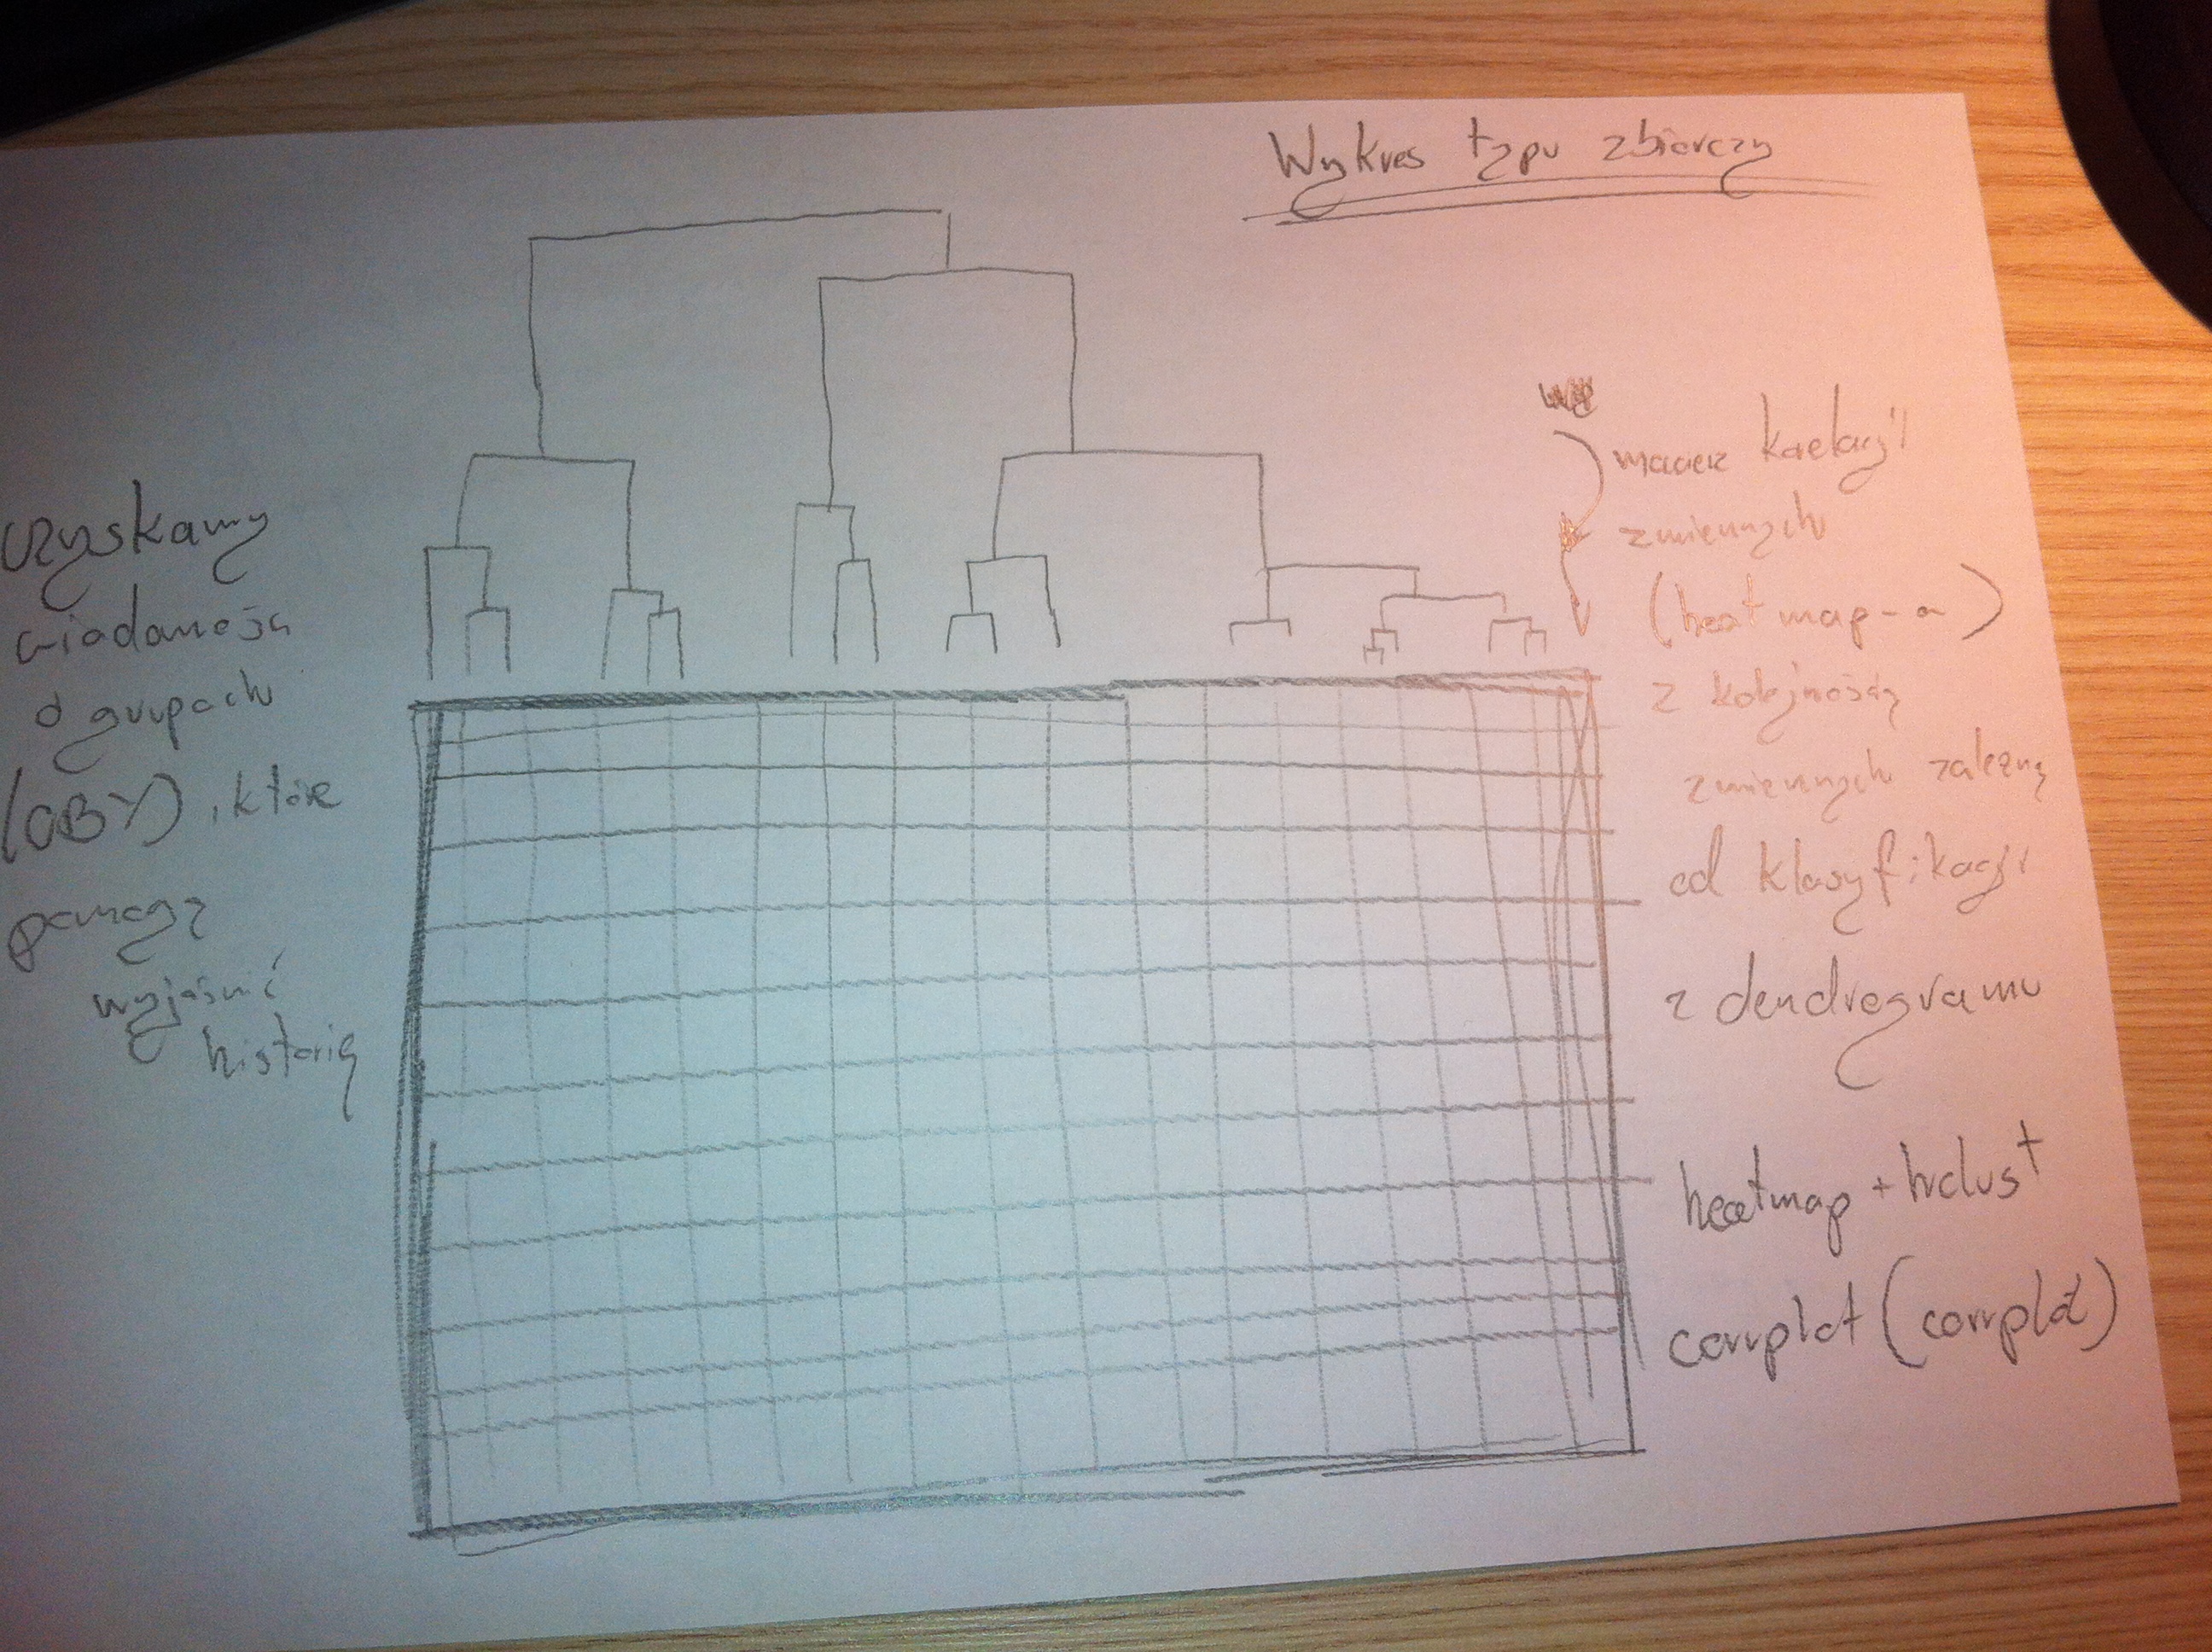 Wykres typu zbiorczy
uzyskamy
wiadomości
o grupach
(OBY), które
pomogą
wyjaśnić
historię
macierz korelacji
zmiennych
(heat map-a)
z kolejnością
zmiennych zależną
od klasyfikacji
z dendrogramu
heatmap + hclust
corrplot (corrplot)